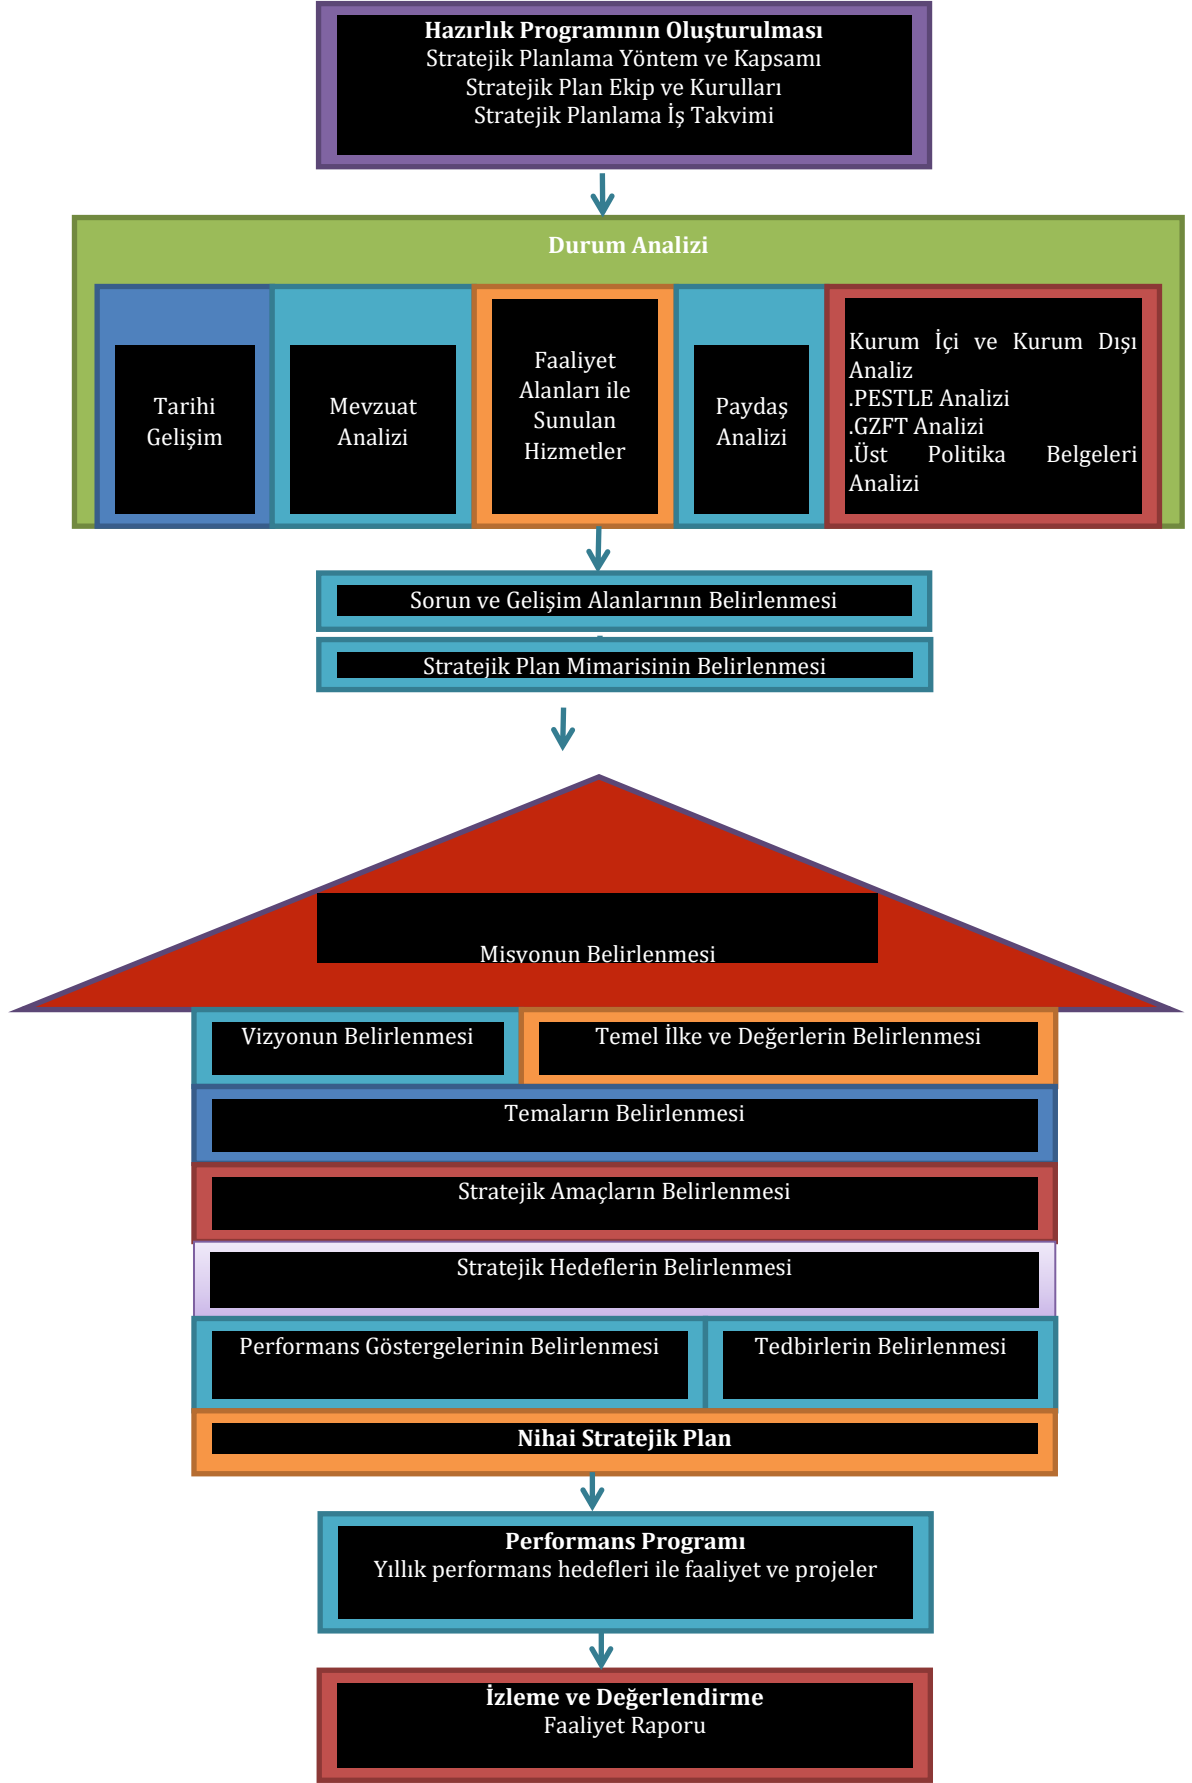 Hazırlık Programının Oluşturulması
Stratejik Planlama Yöntem ve Kapsamı
Stratejik Plan Ekip ve Kurulları
Stratejik Planlama İş Takvimi
Durum Analizi
Tarihi
Gelişim
Mevzuat
Analizi
Faaliyet
Alanları ile
Sunulan
Hizmetler
Paydaş
Analizi
Kurum İçi ve Kurum Dışı
Analiz
.PESTLE Analizi
.GZFT Analizi
.Üst Politika Belgeleri
Analizi
Sorun ve Gelişim Alanlarının Belirlenmesi
Stratejik Plan Mimarisinin Belirlenmesi
Misyonun Belirlenmesi
Vizyonun Belirlenmesi
Temel İlke ve Değerlerin Belirlenmesi
Temaların Belirlenmesi
Stratejik Amaçların Belirlenmesi
Stratejik Hedeflerin Belirlenmesi
Performans Göstergelerinin Belirlenmesi
Tedbirlerin Belirlenmesi
Nihai Stratejik Plan
Performans Programı
Yıllık performans hedefleri ile faaliyet ve projeler
İzleme ve Değerlendirme
Faaliyet Raporu